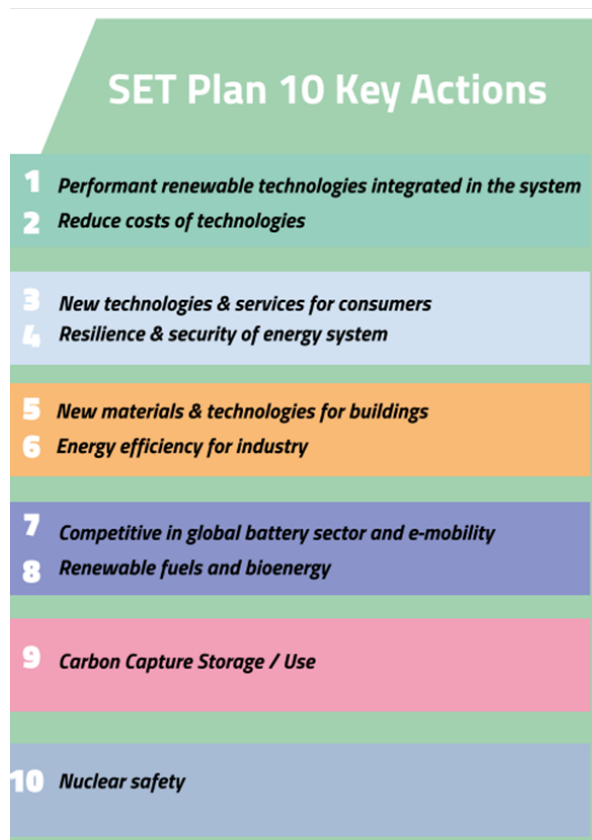 SET Plan 10 Key Actions
1 Performant renewable technologies integrated in the system
2 Reduce costs of technologies
3 New technologies & services for consumers
4 Resilience & security of energy system
5 New materials & technologies for buildings
6 Energy efficiency for industry
7 Competitive in global battery sector and e-mobility
8 Renewable fuels and bioenergy
9 Carbon Capture Storage / Use
10 Nuclear safety